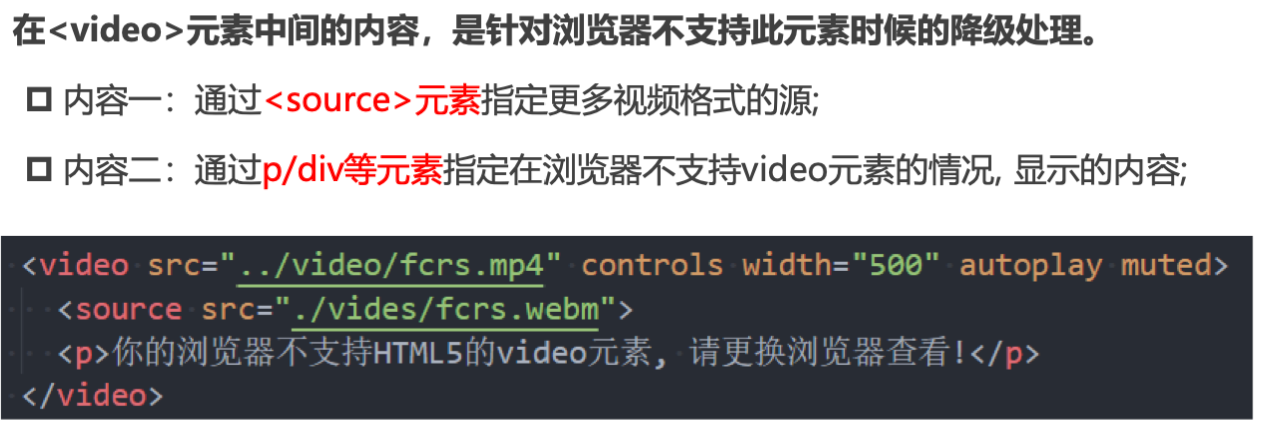 在<video>元素中间的内容，是针对浏览器不支持此元素时候的降级处理。
内容一：通过<source>元素指定更多视频格式的源;
内容二：通过p/div等元素指定在浏览器不支持video元素的情况, 显示的内容;
<video src="../video/fcrs.mp4" controls width="500" autoplay muted>
<source src="./vides/fcrs.webm">
<p>你的浏览器不支持HTML5的video元素, 请更换浏览器查看!</p>
</video>